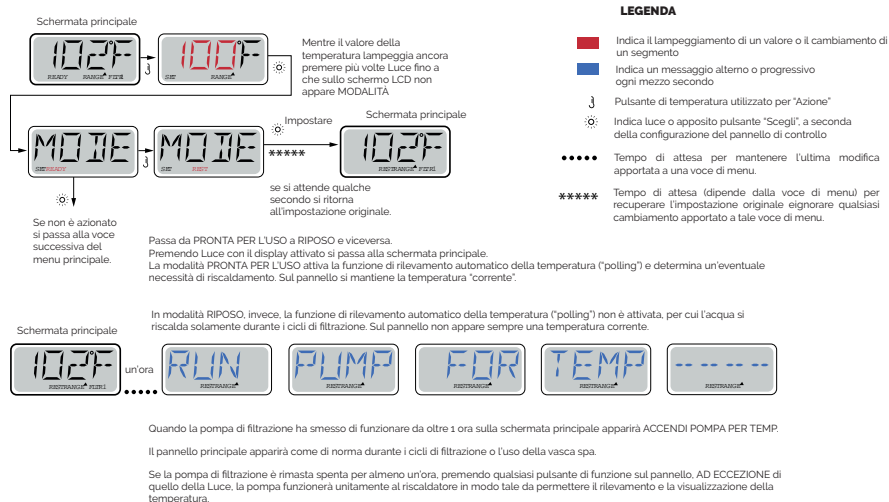 LEGENDA
Schermata principale
102°F
READY RANGE FLTR1
100°F
SET RANGE
Mentre il valore della
temperatura lampeggia ancora
premere più volte Luce fino a
che sullo schermo LCD non
appare MODALITÀ
Indica il lampeggiamento di un valore o il cambiamento di
un segmento
Indica un messaggio alterno o progressivo
ogni mezzo secondo
Pulsante di temperatura utilizzato per “Azione”
Indica luce o apposito pulsante “Scegli”, a seconda
della configurazione del pannello di controllo
••••• Tempo di attesa per mantenere l'ultima modifica
apportata a una voce di menu.
***** Tempo di attesa (dipende dalla voce di menu) per
recuperare l'impostazione originale eignorare qualsiasi
cambiamento apportato a tale voce di menu.
MODE
SET READY
MODE
SET REST
Impostare
*****
Schermata principale
102°F
RESTRANGE FLTR1
se si attende qualche
secondo si ritorna
all'impostazione originale.
Se non è azionato
si passa alla voce
successiva del
menu principale.
Passa da PRONTA PER L'USO a RIPOSO e viceversa.
Premendo Luce con il display attivato si passa alla schermata principale.
La modalità PRONTA PER L'USO attiva la funzione di rilevamento automatico della temperatura (“polling”) e determina un'eventuale
necessità di riscaldamento. Sul pannello si mantiene la temperatura “corrente”.
In modalità RIPOSO, invece, la funzione di rilevamento automatico della temperatura (“polling”) non è attivata, per cui l'acqua si
riscalda solamente durante i cicli di filtrazione. Sul pannello non appare sempre una temperatura corrente.
Schermata principale
102°F
RESTRANGE FLTR1
un'ora
•••••
RUN
RESTRANGE
PUMP
RESTRANGE
FOR
RESTRANGE
TEMP
RESTRANGE
-----
RESTRANGE
Quando la pompa di filtrazione ha smesso di funzionare da oltre 1 ora sulla schermata principale apparirà ACCENDI POMPA PER TEMP.
Il pannello principale apparirà come di norma durante i cicli di filtrazione o l'uso della vasca spa.
Se la pompa di filtrazione è rimasta spenta per almeno un'ora, premendo qualsiasi pulsante di funzione sul pannello, AD ECCEZIONE di
quello della Luce, la pompa funzionerà unitamente al riscaldatore in modo tale da permettere il rilevamento e la visualizzazione della
temperatura.